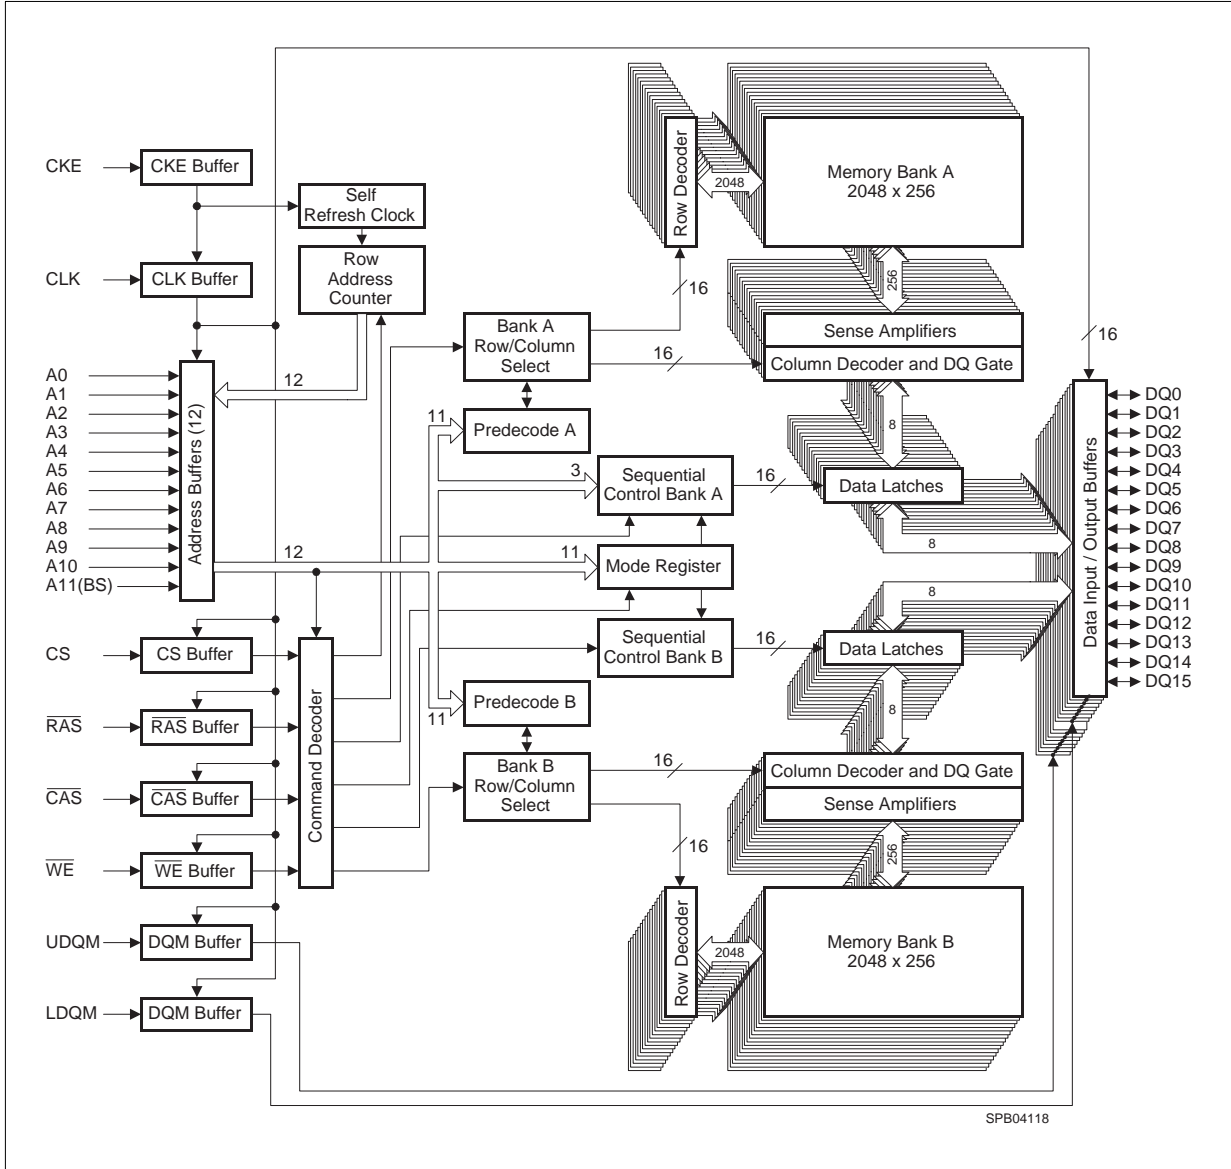 CKE
CKE Buffer
Self
Refresh Clock
CLK
CLK Buffer
Row
Address
Counter
12
A0
A1
A2
A3
A4
A5
A6
A7
A8
A9
A10
A11(BS)
Address Buffers (12)
12
CS
CS Buffer
RAS
RAS Buffer
CAS
CAS Buffer
WE
WE Buffer
UDQM
DQM Buffer
LDQM
DQM Buffer
Command Decoder
Bank A
Row/Column
Select
16
16
11
Predecode A
3
Sequential
Control Bank A
16
11
Mode Register
Sequential
Control Bank B
16
11
Predecode B
Bank B
Row/Column
Select
16
16
Row Decoder
2048
Memory Bank A
2048 x 256
256
Sense Amplifiers
Column Decoder and DQ Gate
8
Data Latches
8
8
Data Latches
8
Column Decoder and DQ Gate
Sense Amplifiers
256
Row Decoder
2048
Memory Bank B
2048 x 256
16
Data Input / Output Buffers
DQ0
DQ1
DQ2
DQ3
DQ4
DQ5
DQ6
DQ7
DQ8
DQ9
DQ10
DQ11
DQ12
DQ13
DQ14
DQ15
SPB04118